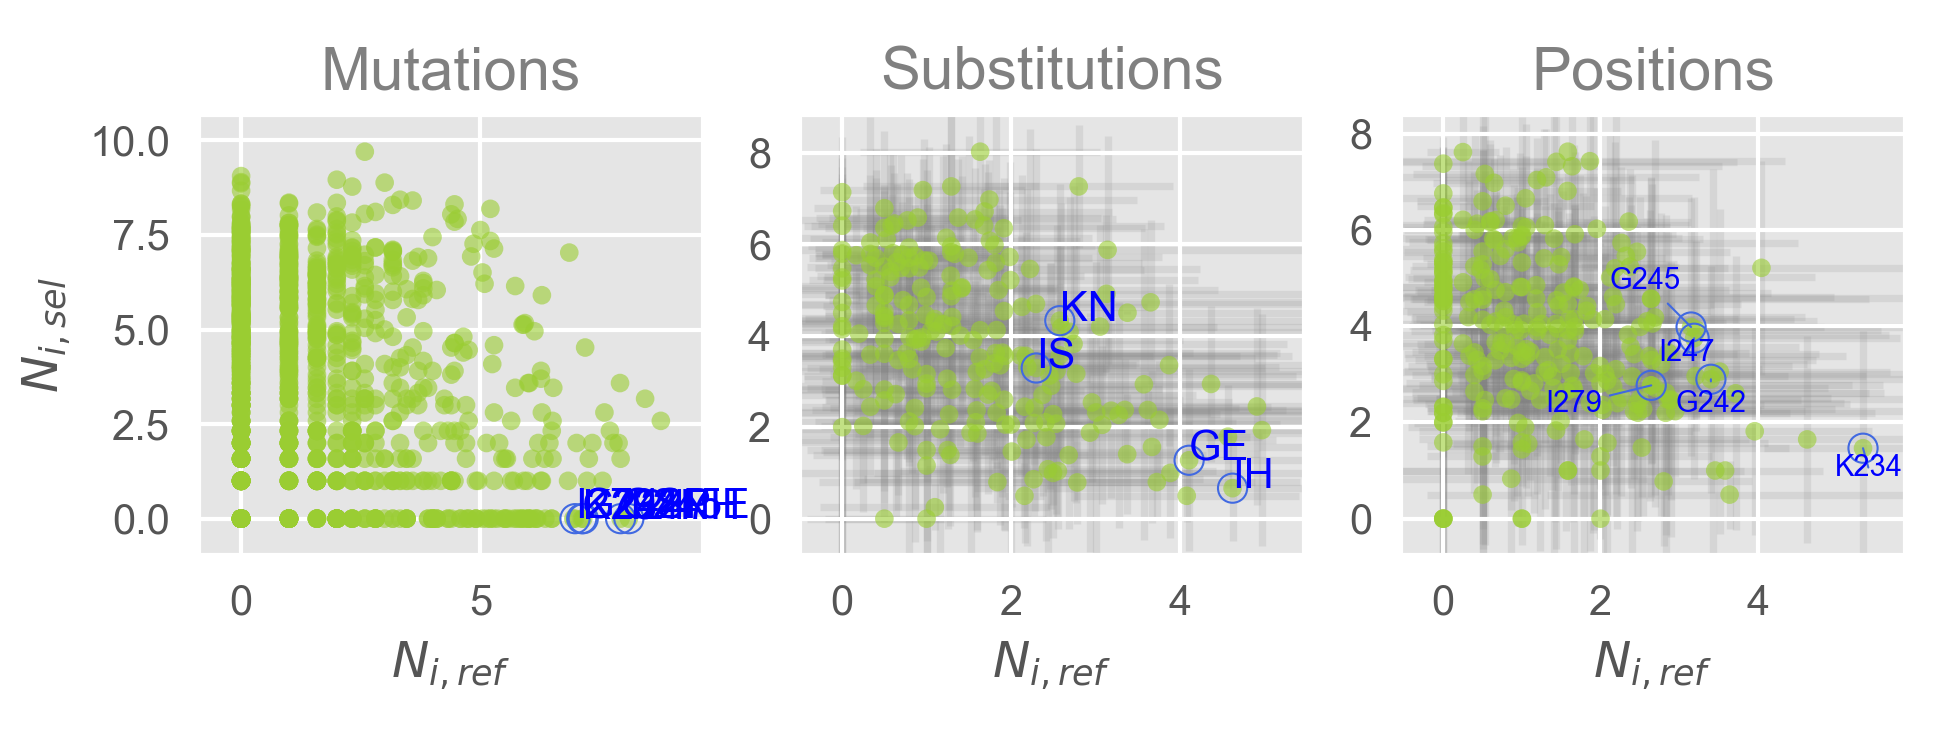 Mutations
Substitutions
Positions
10.0
7.5
5.0
2.5
0.0
N_{i, sel}
0
5
N_{i, ref}
8
6
4
2
0
KN
IS
GE
IH
0
2
4
N_{i, ref}
8
6
4
2
0
G245
I247
I279
G242
K234
0
2
4
N_{i, ref}